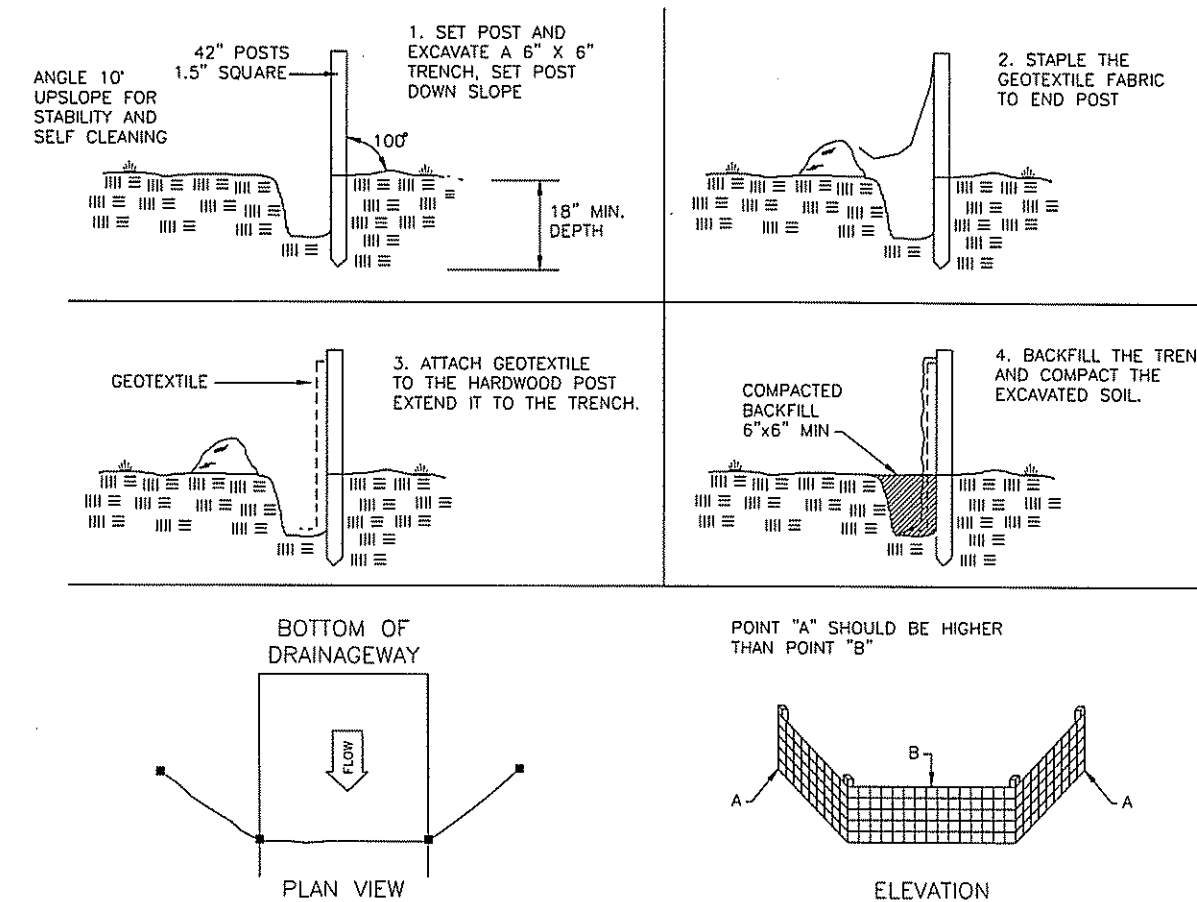 42" POSTS
1.5" SQUARE
ANGLE 10°
UPSLOPE FOR
STABILITY AND
SELF CLEANING
1. SET POST AND
EXCAVATE A 6" X 6"
TRENCH, SET POST
DOWN SLOPE
100°
18" MIN.
DEPTH
2. STAPLE THE
GEOTEXTILE FABRIC
TO END POST
GEOTEXTILE
3. ATTACH GEOTEXTILE
TO THE HARDWOOD POST
EXTEND IT TO THE TRENCH.
COMPACTED
BACKFILL
6"x6" MIN
4. BACKFILL THE TREN
AND COMPACT THE
EXCAVATED SOIL.
BOTTOM OF
DRAINAGEWAY
FLOW
PLAN VIEW
POINT "A" SHOULD BE HIGHER
THAN POINT "B"
B
A
A
ELEVATION